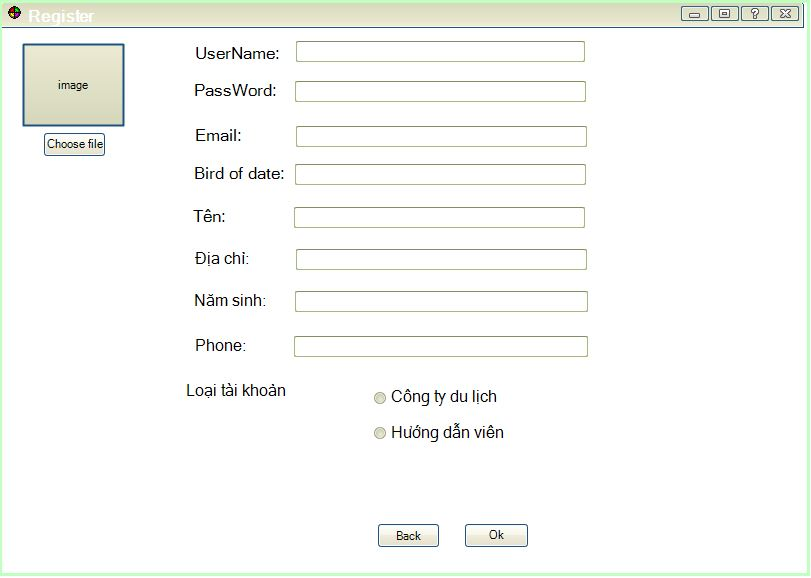 Register
image
Choose file
UserName:
PassWord:
Email:
Bird of date:
Tên:
Địa chỉ:
Năm sinh:
Phone:
Loại tài khoản
Công ty du lịch
Hướng dẫn viên
Back Ok